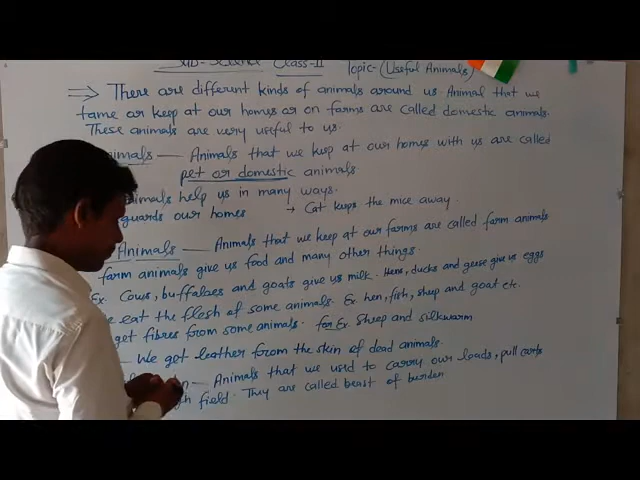 Sub- Science Class-II Topic-(Useful Animals)
⇒ There are different kinds of animals around us Animal that we
tame or keep at our homes or on farms are called domestic animals.
These animals are very useful to us.
nimals — Animals that we keep at our homes with us are called
pet or domestic animals
nimals help us in many ways.
guards our homes → Cat keeps the mice away.
Animals — Animals that we keep at our farms are called farm animals
farm animals give us food and many other things.
Ex. Cows, buffaloes and goats give us milk. Hens, ducks and geese give us eggs
e eat the flesh of some animals. Ex. hen, fish, sheep and goat etc.
get fibres from some animals. for Ex. Sheep and silkwarm
— We get leather from the skin of dead animals.
— Animals that we used to carry our loads, pull carts
field. They are called beast of burden